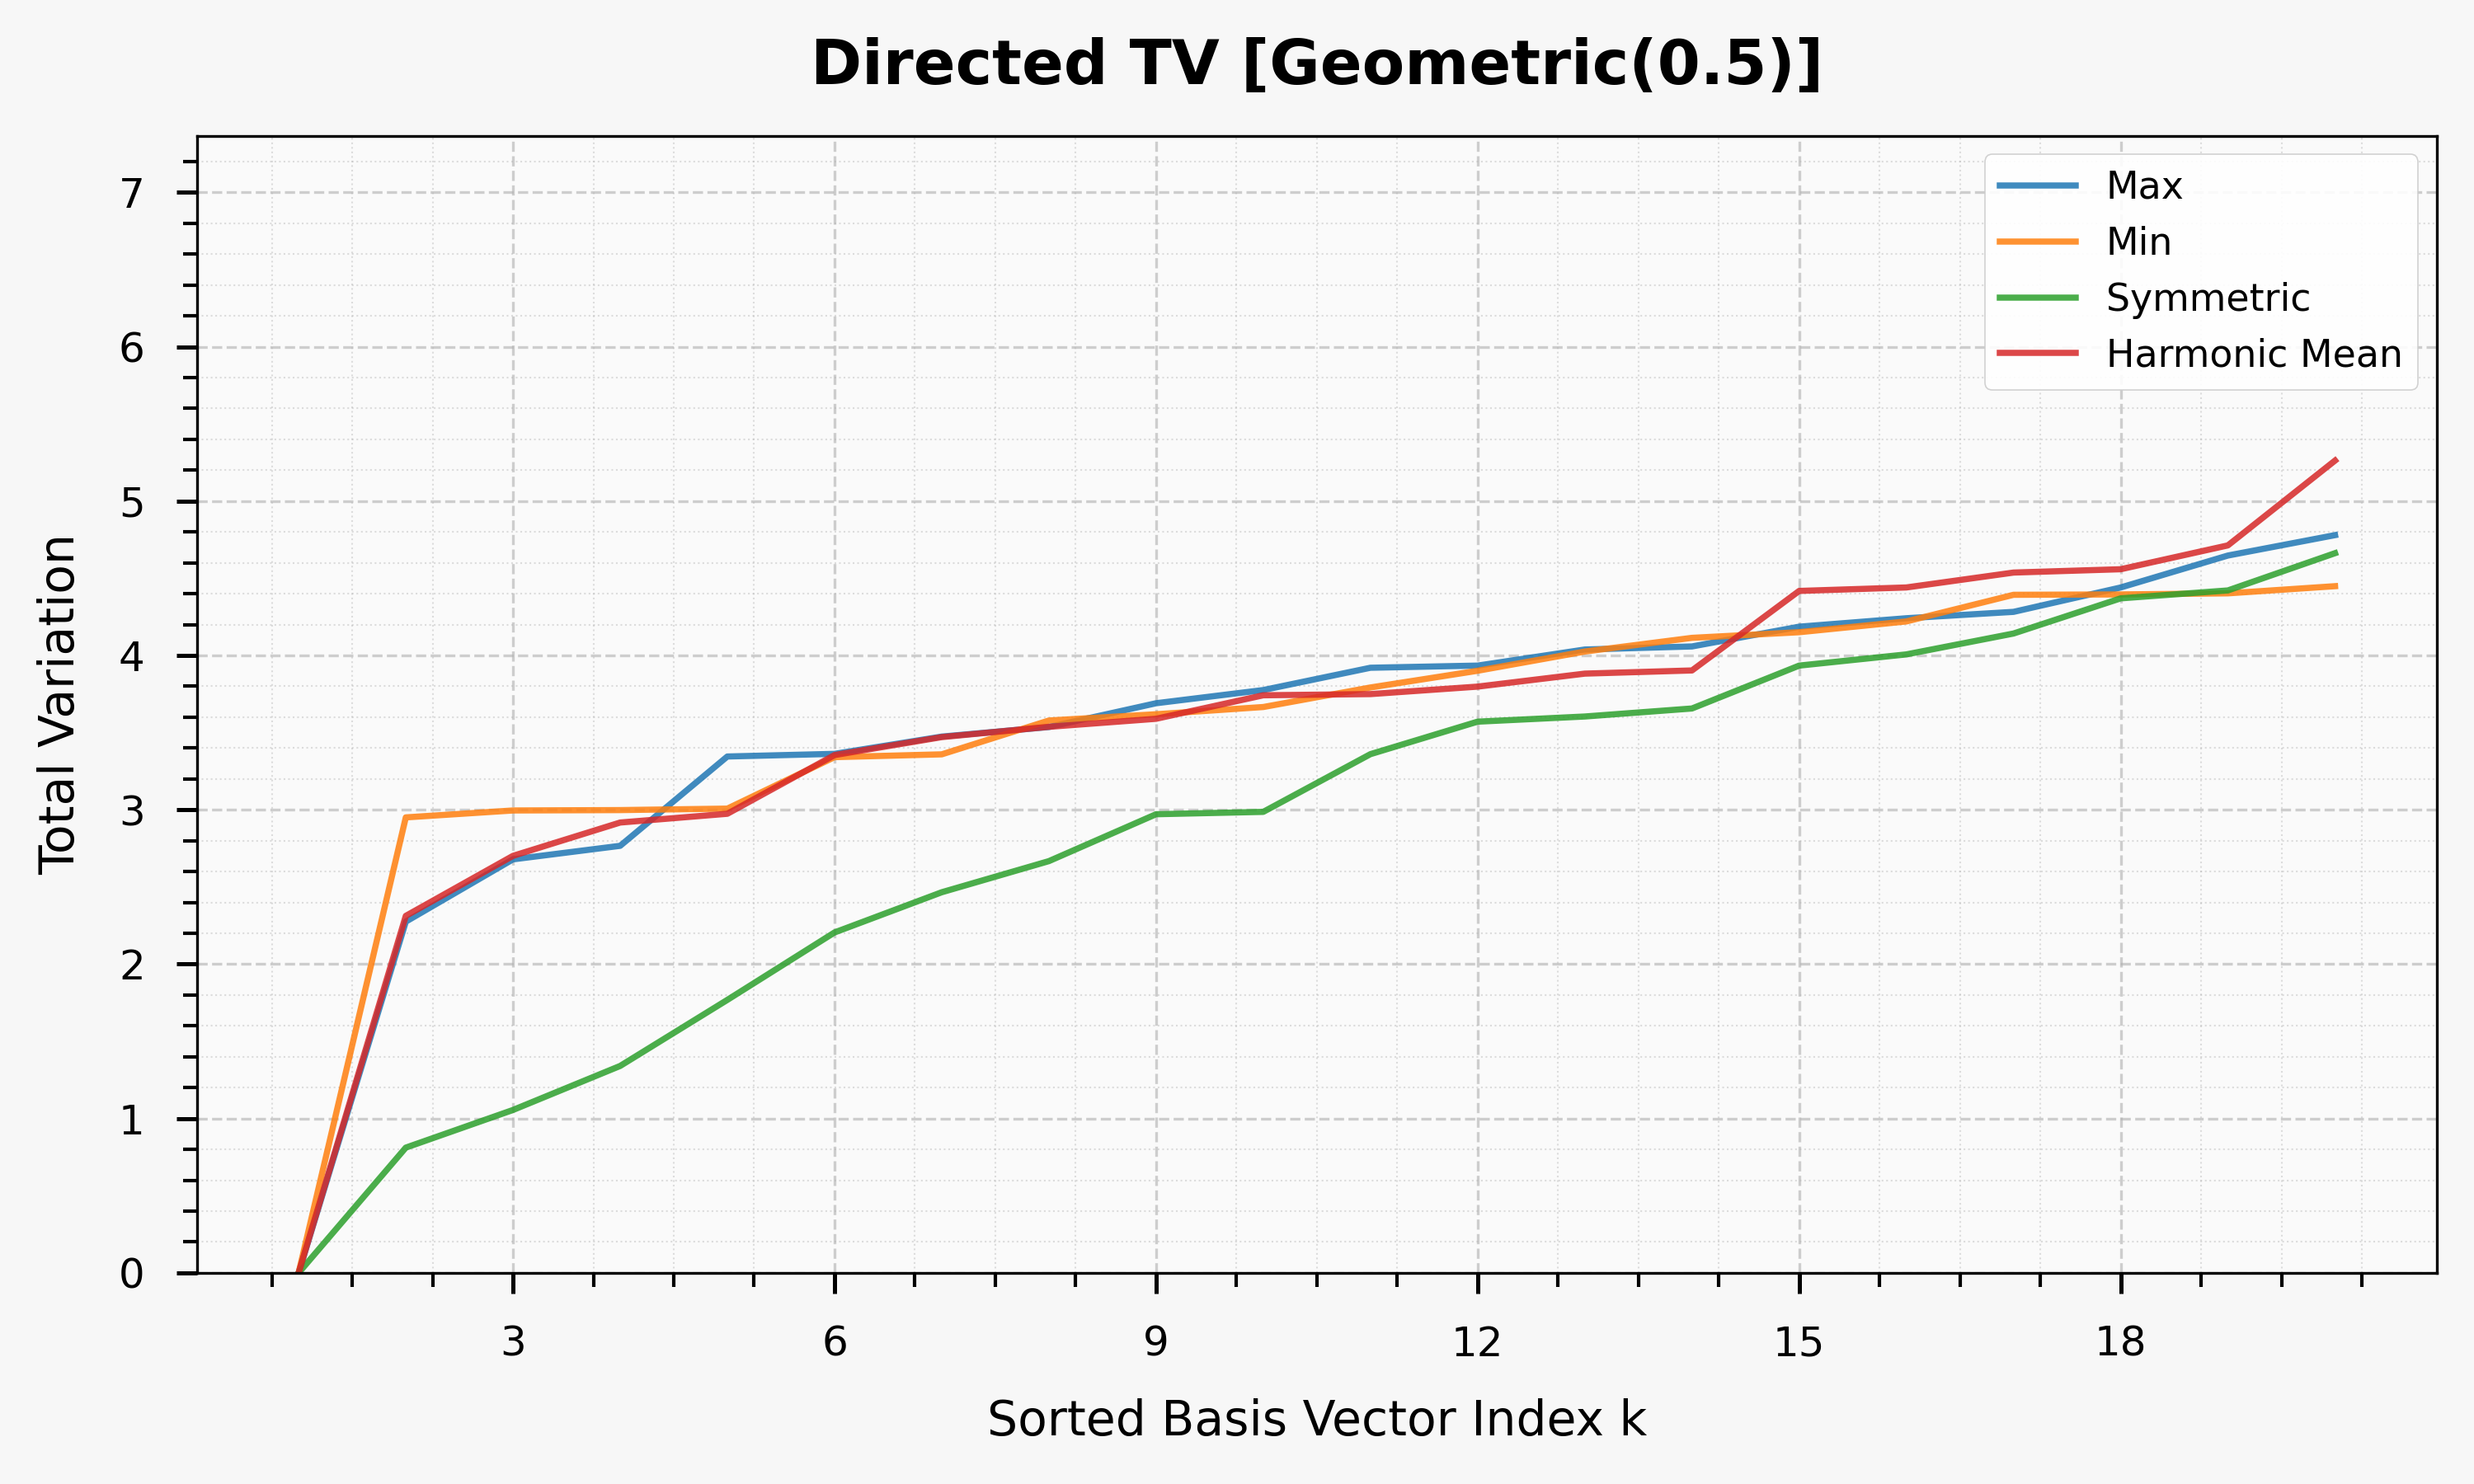 Directed TV [Geometric(0.5)]
Total Variation
7
6
5
4
3
2
1
0
3 6 9 12 15 18
Sorted Basis Vector Index k
Max
Min
Symmetric
Harmonic Mean